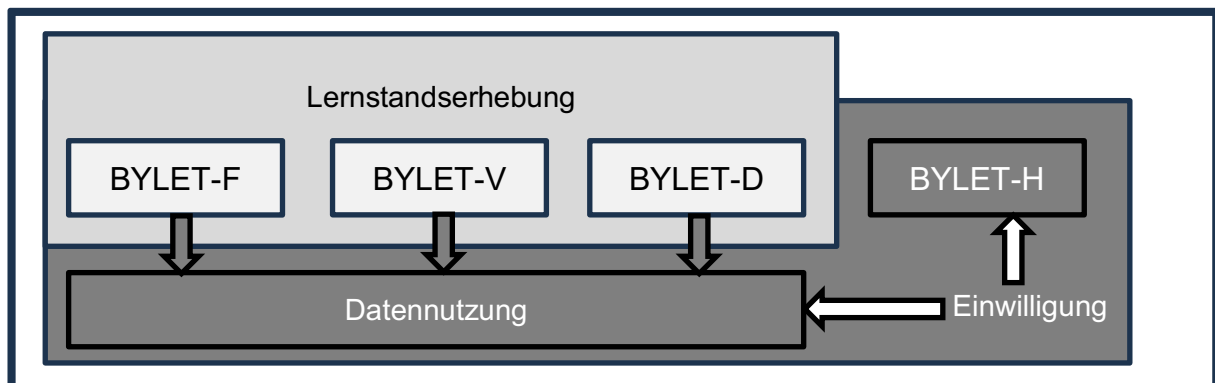 Lernstandserhebung
BYLET-F BYLET-V BYLET-D BYLET-H
Datennutzung Einwilligung